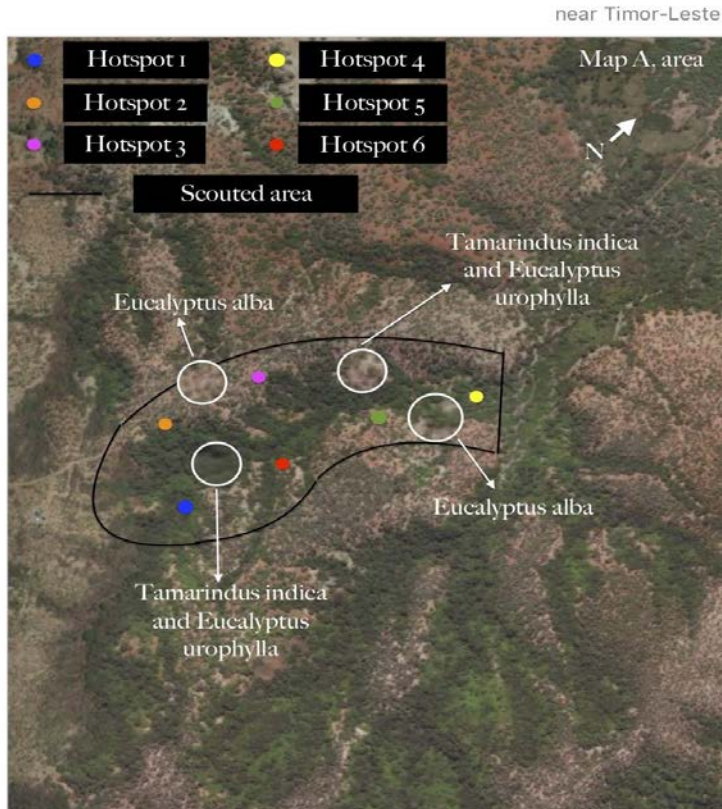 near Timor-Leste
Hotspot 1
Hotspot 4
Map A, area
Hotspot 2
Hotspot 5
N
Hotspot 3
Hotspot 6
Scouted area
Tamarindus indica
and Eucalyptus
urophylla
Eucalyptus alba
Eucalyptus alba
Tamarindus indica
and Eucalyptus
urophylla